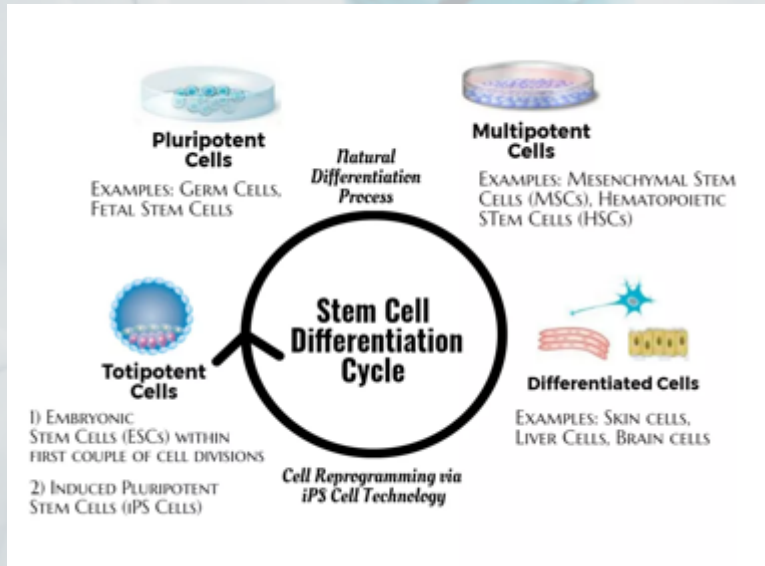 Pluripotent
Cells
Examples: Germ Cells,
Fetal Stem Cells
Natural
Differentiation
Process
Multipotent
Cells
Examples: Mesenchymal Stem
Cells (MSCs), Hematopoietic
STem Cells (HSCs)
Stem Cell
Differentiation
Cycle
Totipotent
Cells
1) Embryonic
Stem Cells (ESCs) within
first couple of cell divisions
2) Induced Pluripotent
Stem Cells (iPS Cells)
Differentiated Cells
Examples: Skin cells,
Liver Cells, Brain cells
Cell Reprogramming via
iPS Cell Technology